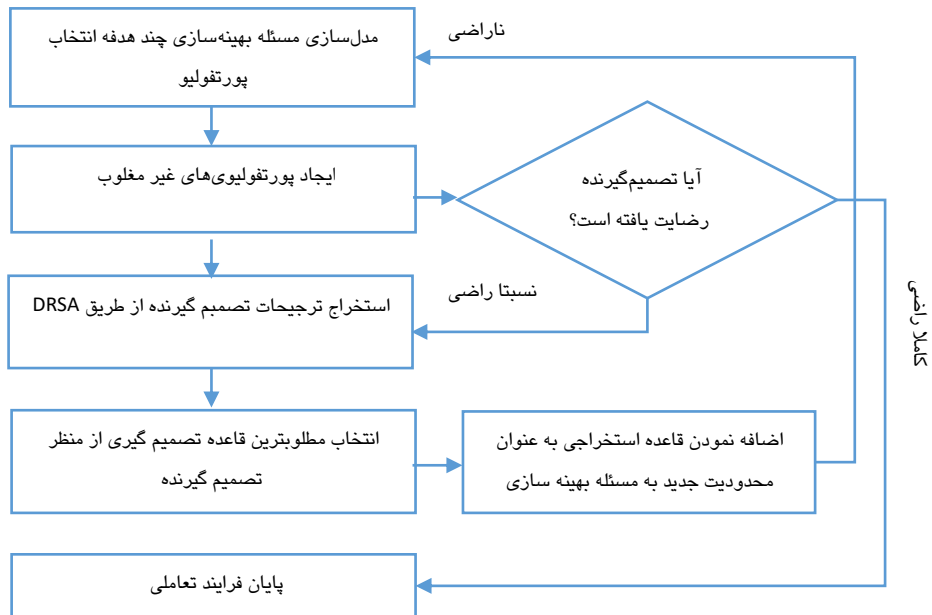 مدل‌سازی مسئله بهینه‌سازی چند هدفه انتخاب
پورتفولیو
ناراضی
ایجاد پورتفولیوی‌های غیر مغلوب
آیا تصمیم‌گیرنده
رضایت یافته است؟
استخراج ترجیحات تصمبم گیرنده از طریق DRSA
نسبتا راضی
کاملا راضی
انتخاب مطلوبترین قاعده تصمیم گیری از منظر
تصمیم گیرنده
اضافه نمودن قاعده استخراجی به عنوان
محدودیت جدید به مسئله بهینه سازی
پایان فرایند تعاملی